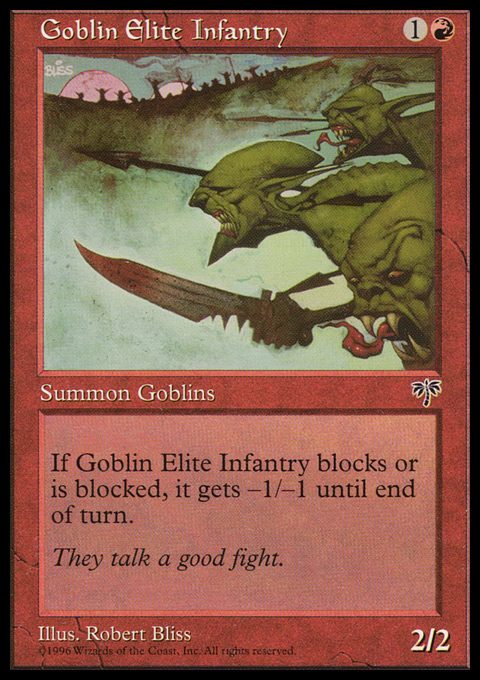 Goblin Elite Infantry 1
BLISS
Summon Goblins
If Goblin Elite Infantry blocks or
is blocked, it gets –1/–1 until end
of turn.
They talk a good fight.
Illus. Robert Bliss
©1996 Wizards of the Coast, Inc. All rights reserved.
2/2